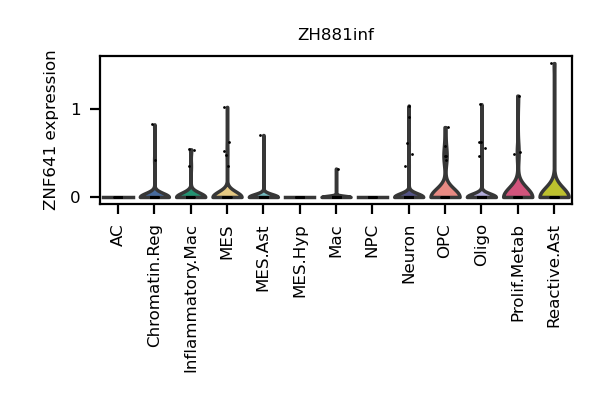 ZH881inf
ZNF641 expression
1
0
AC
Chromatin.Reg
Inflammatory.Mac
MES
MES.Ast
MES.Hyp
Mac
NPC
Neuron
OPC
Oligo
Prolif.Metab
Reactive.Ast